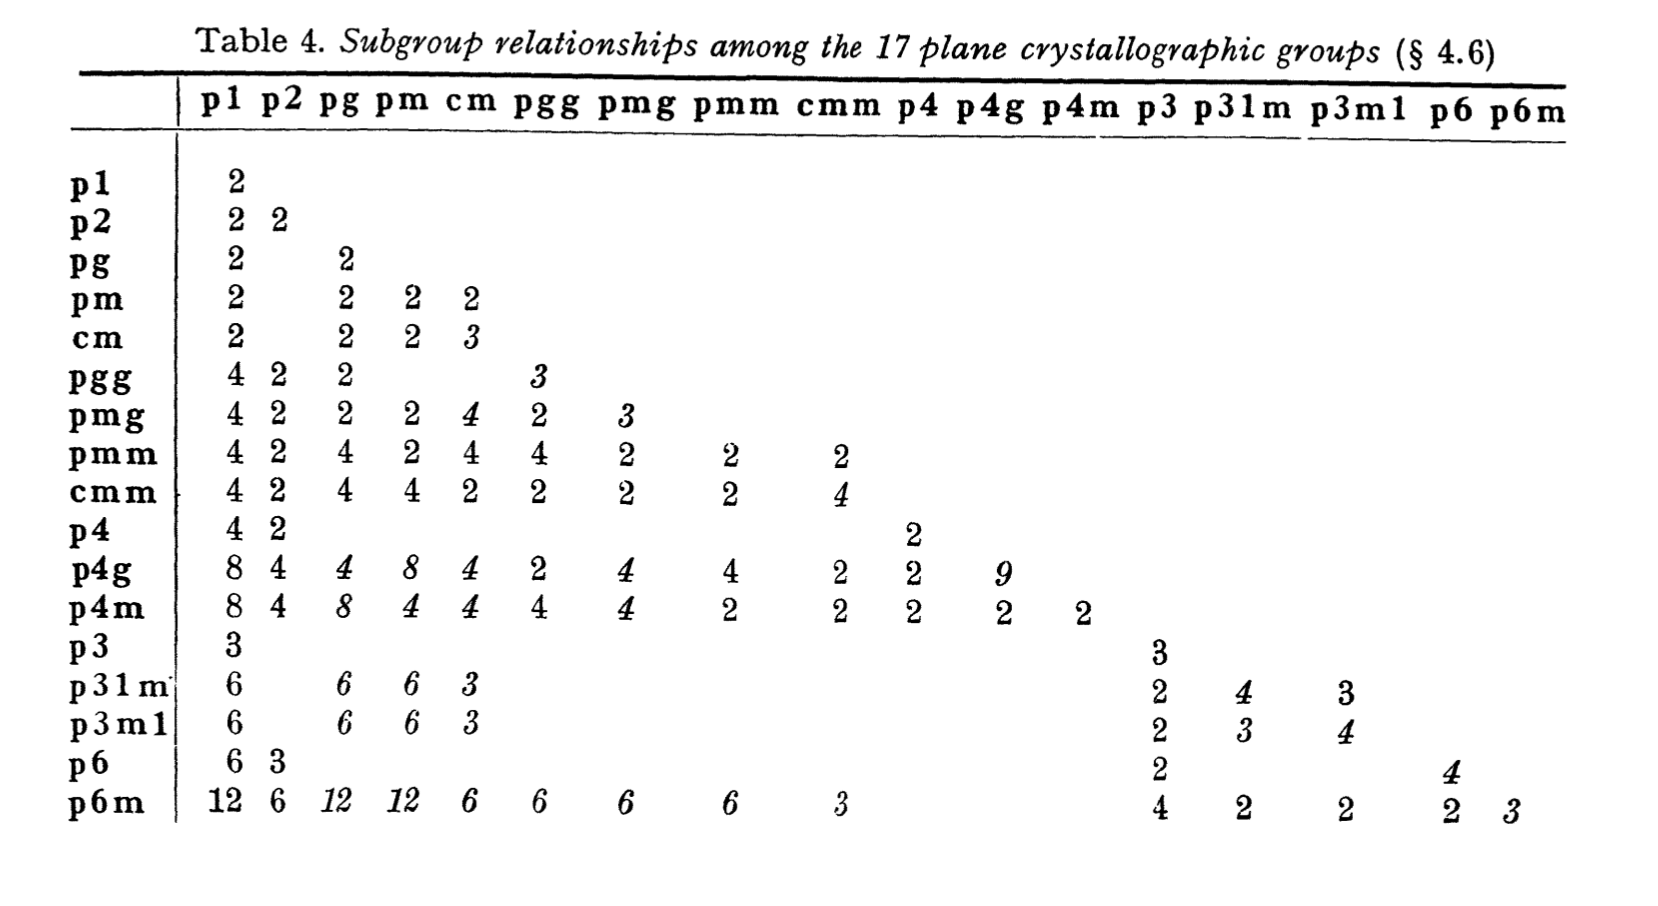 Table 4. Subgroup relationships among the 17 plane crystallographic groups (§ 4.6)
p1 p2 pg pm cm pgg pmg pmm cmm p4 p4g p4m p3 p31m p3m1 p6 p6m
p1 2
p2 2 2
pg 2 2
pm 2 2 2 2
cm 2 2 2 3
pgg 4 2 2 3
pmg 4 2 2 2 4 2 3
pmm 4 2 4 2 4 4 2 2 2
cmm 4 2 4 4 2 2 2 2 4
p4 4 2 2
p4g 8 4 4 8 4 2 4 4 2 2 9
p4m 8 4 8 4 4 4 4 2 2 2 2 2
p3 3 3
p31m 6 6 6 3 2 4 3
p3m1 6 6 6 3 2 3 4
p6 6 3 2 4
p6m 12 6 12 12 6 6 6 6 3 4 2 2 2 3